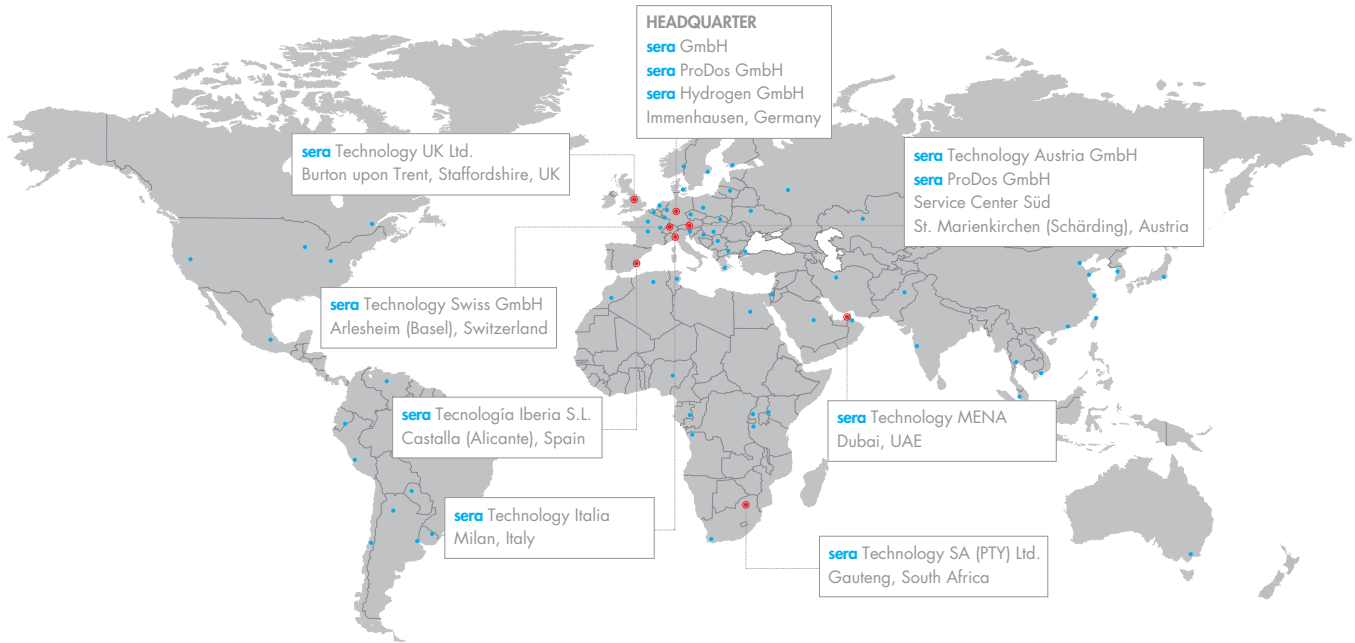 HEADQUARTER
sera GmbH
sera ProDos GmbH
sera Hydrogen GmbH
Immenhausen, Germany
sera Technology UK Ltd.
Burton upon Trent, Staffordshire, UK
sera Technology Austria GmbH
sera ProDos GmbH
Service Center Süd
St. Marienkirchen (Schärding), Austria
sera Technology Swiss GmbH
Arlesheim (Basel), Switzerland
sera Tecnología Iberia S.L.
Castalla (Alicante), Spain
sera Technology MENA
Dubai, UAE
sera Technology Italia
Milan, Italy
sera Technology SA (PTY) Ltd.
Gauteng, South Africa